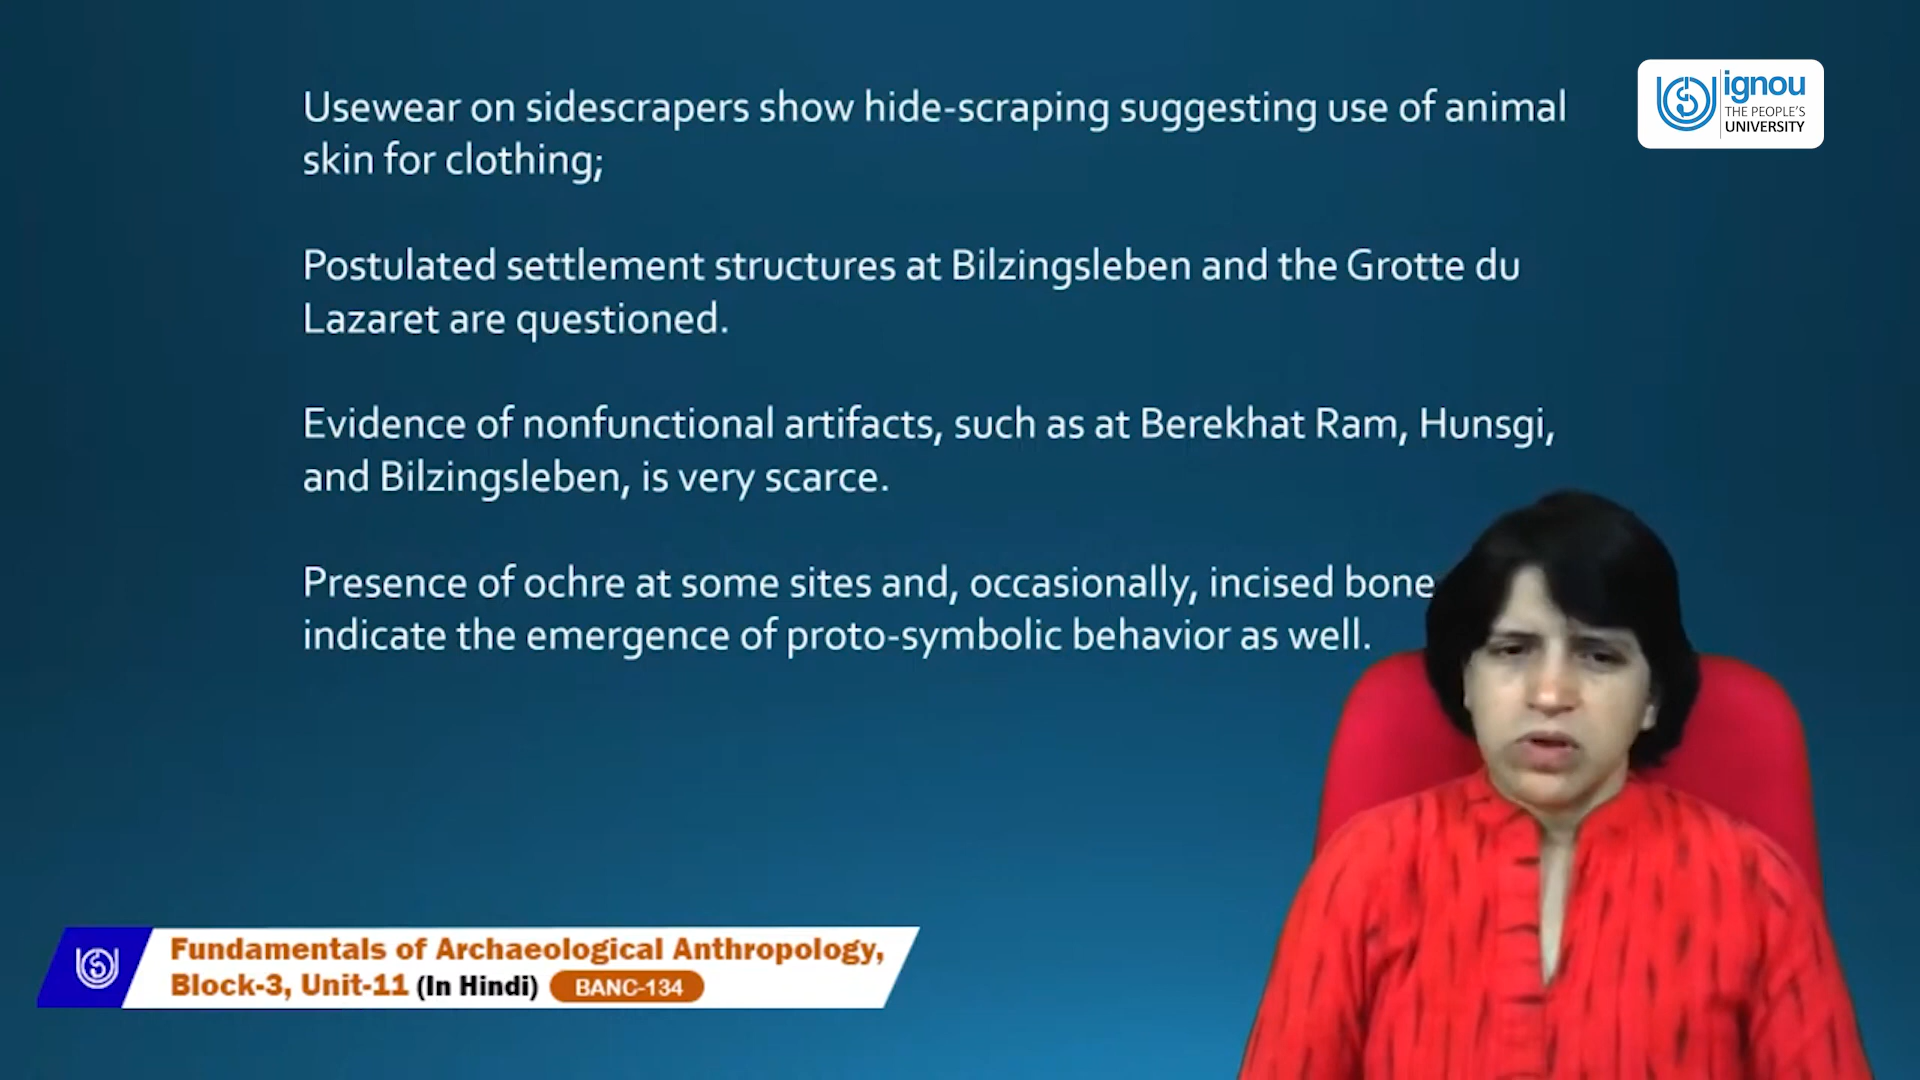 Usewear on sidescrapers show hide-scraping suggesting use of animal
skin for clothing;
Postulated settlement structures at Bilzingsleben and the Grotte du
Lazaret are questioned.
Evidence of nonfunctional artifacts, such as at Berekhat Ram, Hunsgi,
and Bilzingsleben, is very scarce.
Presence of ochre at some sites and, occasionally, incised bone
indicate the emergence of proto-symbolic behavior as well.
ignou
THE PEOPLE'S
UNIVERSITY
Fundamentals of Archaeological Anthropology,
Block-3, Unit-11 (In Hindi) BANC-134